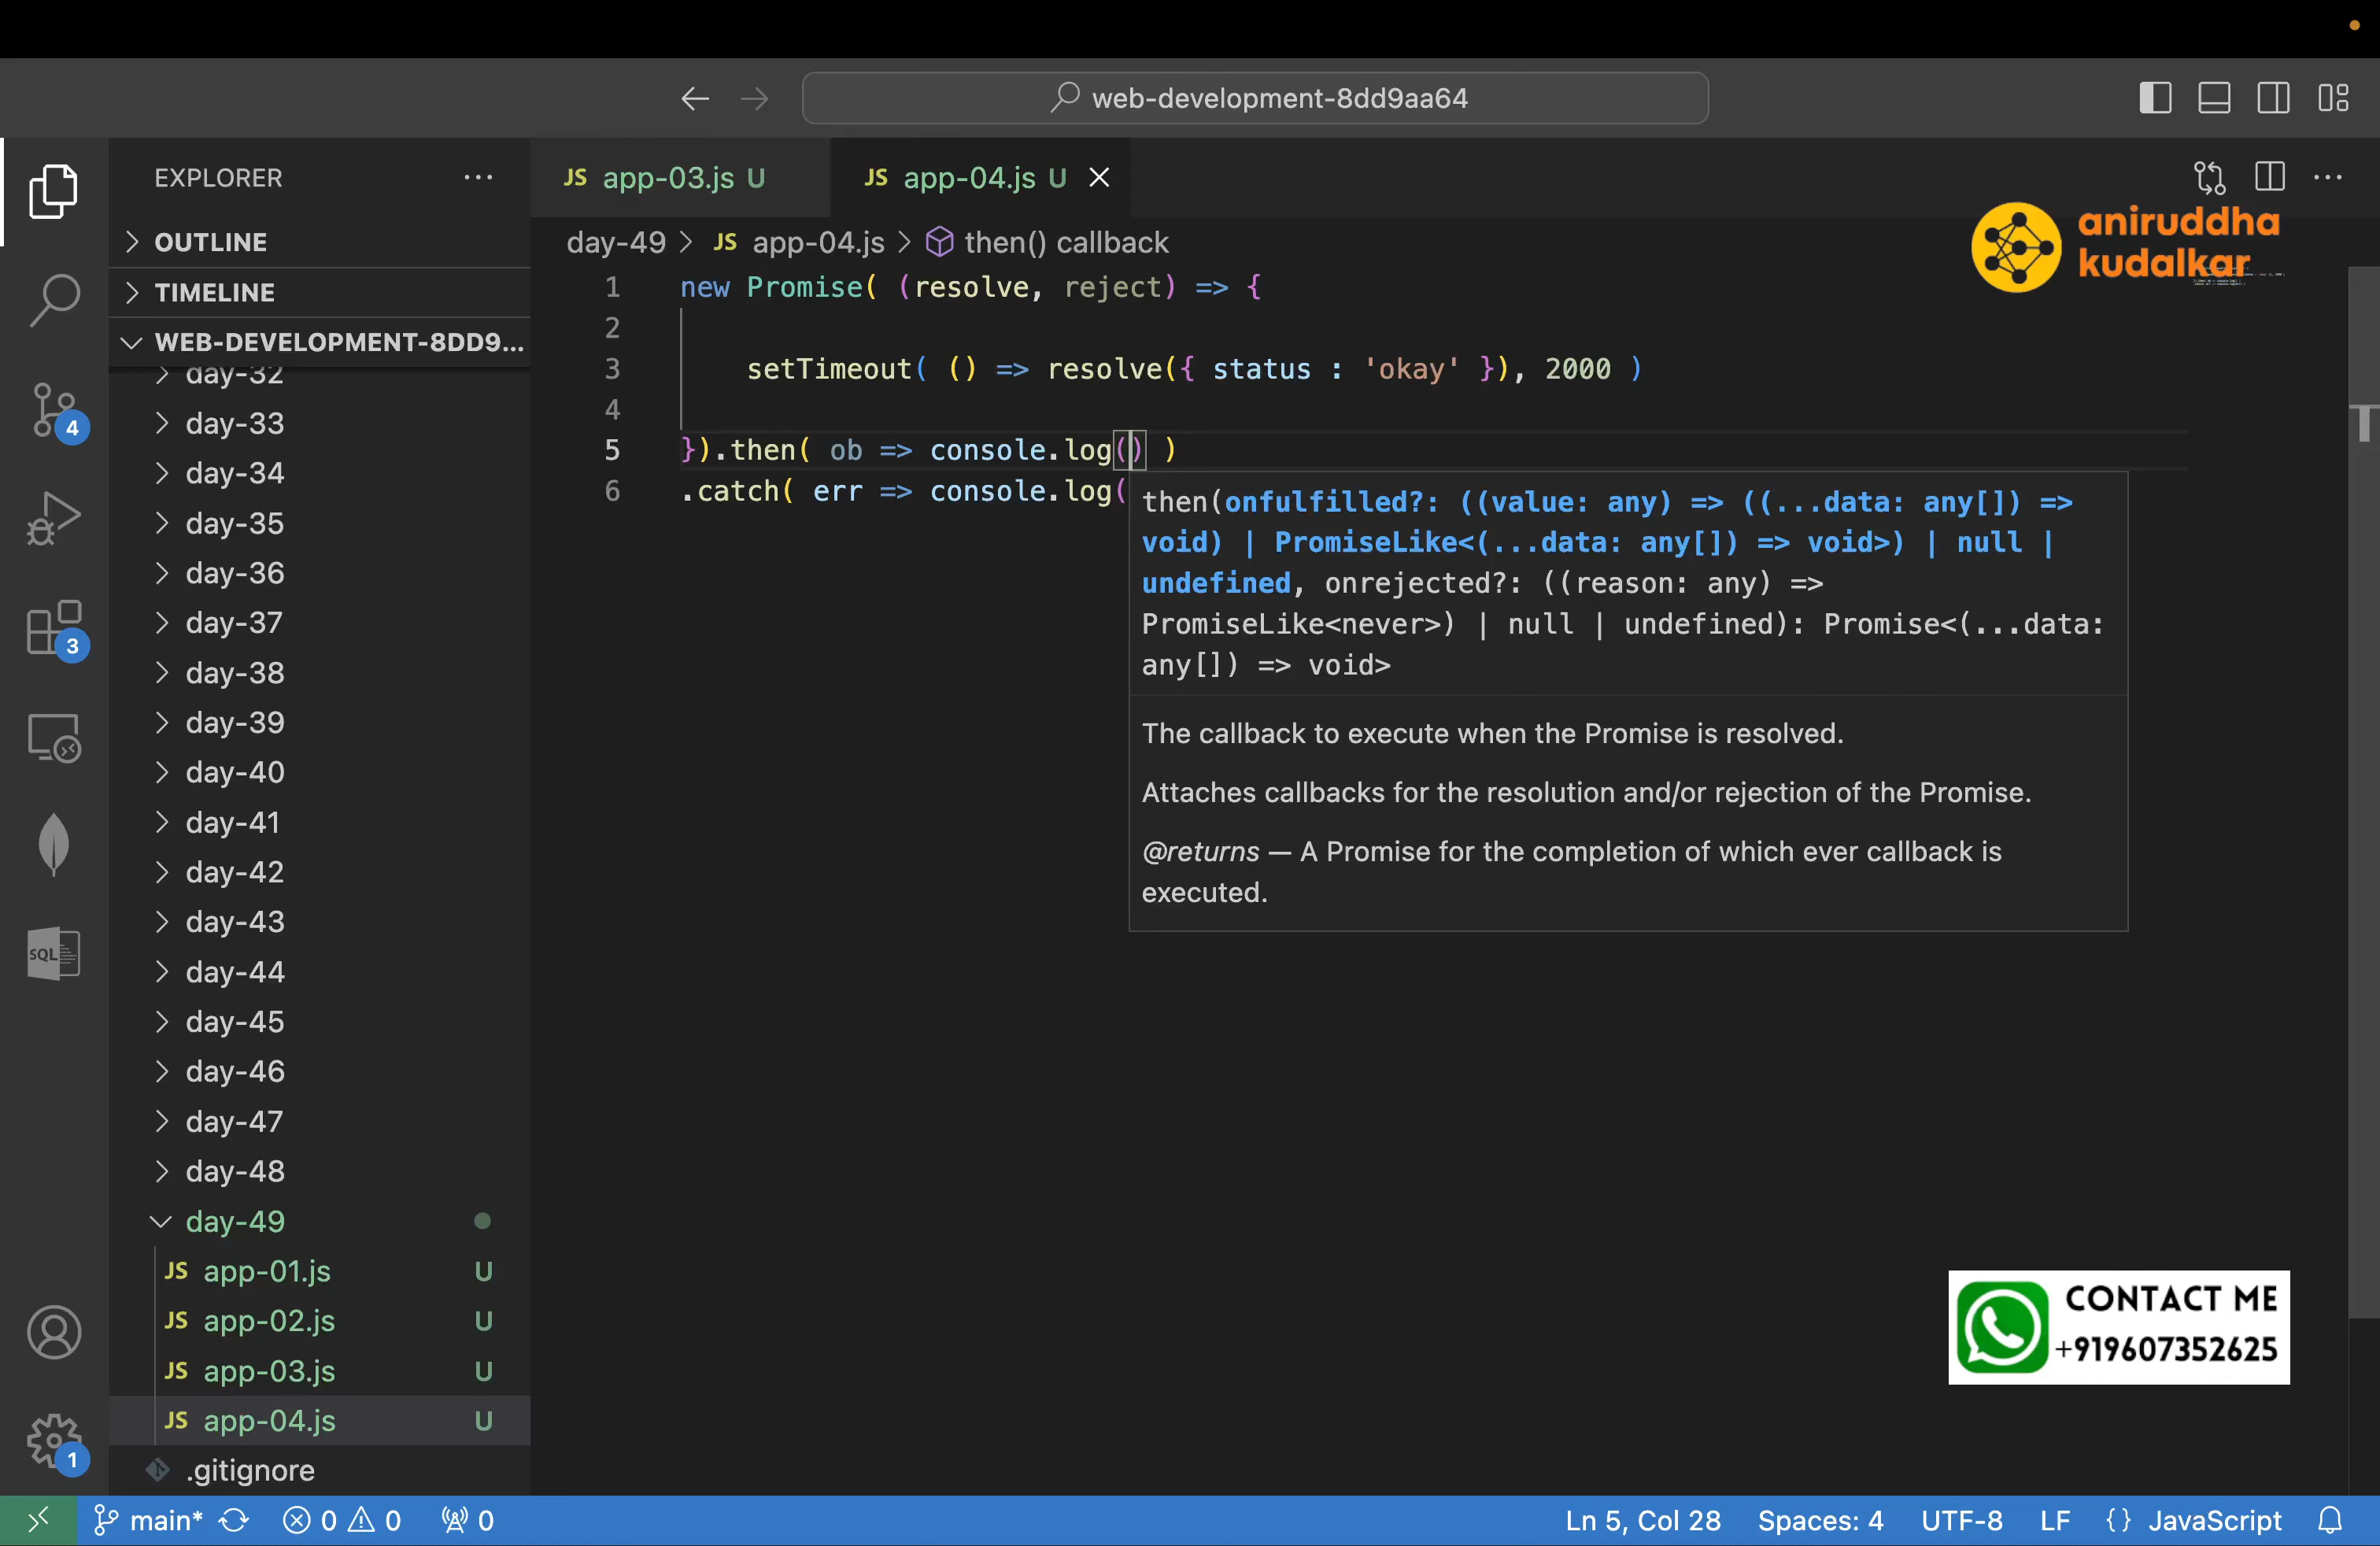 web-development-8dd9aa64
EXPLORER
JS app-03.js U
JS app-04.js U
aniruddha
kudalkar
OUTLINE
day-49 > JS app-04.js > then() callback
TIMELINE
WEB-DEVELOPMENT-8DD9...
day-32
day-33
day-34
day-35
day-36
day-37
day-38
day-39
day-40
day-41
day-42
day-43
day-44
day-45
day-46
day-47
day-48
day-49
JS app-01.js U
JS app-02.js U
JS app-03.js U
JS app-04.js U
.gitignore
4
3
SQL
1
1 new Promise( (resolve, reject) => {
2
3 setTimeout( () => resolve({ status : 'okay' }), 2000 )
4
5 }).then( ob => console.log() )
6 .catch( err => console.log(
then(onfulfilled?: ((value: any) => ((...data: any[]) =>
void) | PromiseLike<(...data: any[]) => void>) | null |
undefined, onrejected?: ((reason: any) =>
PromiseLike<never>) | null | undefined): Promise<(...data:
any[]) => void>
The callback to execute when the Promise is resolved.
Attaches callbacks for the resolution and/or rejection of the Promise.
@returns — A Promise for the completion of which ever callback is
executed.
CONTACT ME
+919607352625
main* 0 0 0
Ln 5, Col 28 Spaces: 4 UTF-8 LF {} JavaScript